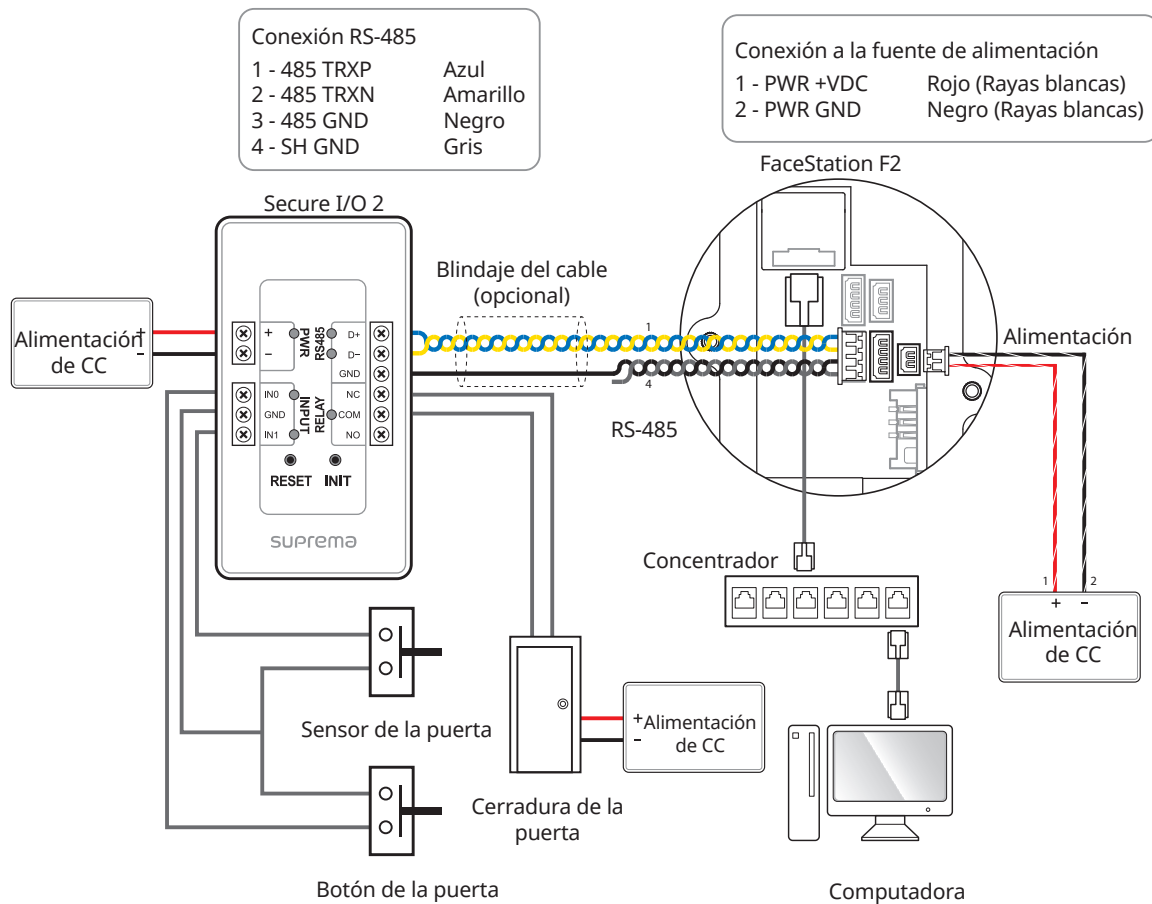 Conexión RS-485
1 - 485 TRXP Azul
2 - 485 TRXN Amarillo
3 - 485 GND Negro
4 - SH GND Gris
Conexión a la fuente de alimentación
1 - PWR +VDC Rojo (Rayas blancas)
2 - PWR GND Negro (Rayas blancas)
FaceStation F2
Secure I/O 2
Blindaje del cable
(opcional)
Alimentación
de CC
+
−
+
−
PWR
RS485
D+
D−
GND
IN0
GND
IN1
INPUT
RELAY
NC
COM
NO
RESET INIT
suprema
1
4
RS-485
Alimentación
Concentrador
1
2
+ −
Alimentación
de CC
Sensor de la puerta
+
−
Alimentación
de CC
Cerradura de la
puerta
Botón de la puerta
Computadora